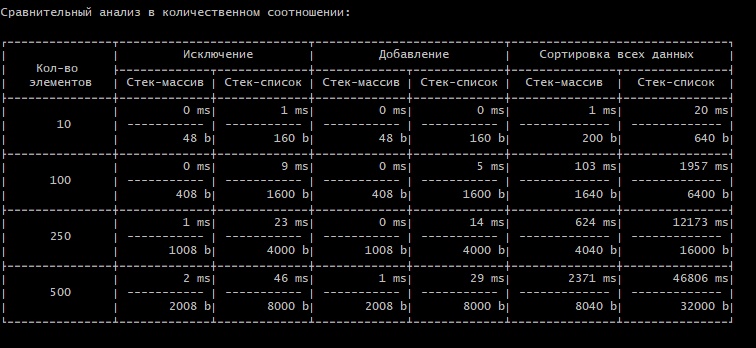 Сравнительный анализ в количественном соотношении:
Исключение Добавление Сортировка всех данных
Кол-во
элементов Стек-массив Стек-список Стек-массив Стек-список Стек-массив Стек-список
0 ms 1 ms 0 ms 0 ms 1 ms 20 ms
10 ----------- ----------- ----------- ----------- ----------- -----------
48 b 160 b 48 b 160 b 200 b 640 b
0 ms 9 ms 0 ms 5 ms 103 ms 1957 ms
100 ----------- ----------- ----------- ----------- ----------- -----------
408 b 1600 b 408 b 1600 b 1640 b 6400 b
1 ms 23 ms 0 ms 14 ms 624 ms 12173 ms
250 ----------- ----------- ----------- ----------- ----------- -----------
1008 b 4000 b 1008 b 4000 b 4040 b 16000 b
2 ms 46 ms 1 ms 29 ms 2371 ms 46806 ms
500 ----------- ----------- ----------- ----------- ----------- -----------
2008 b 8000 b 2008 b 8000 b 8040 b 32000 b